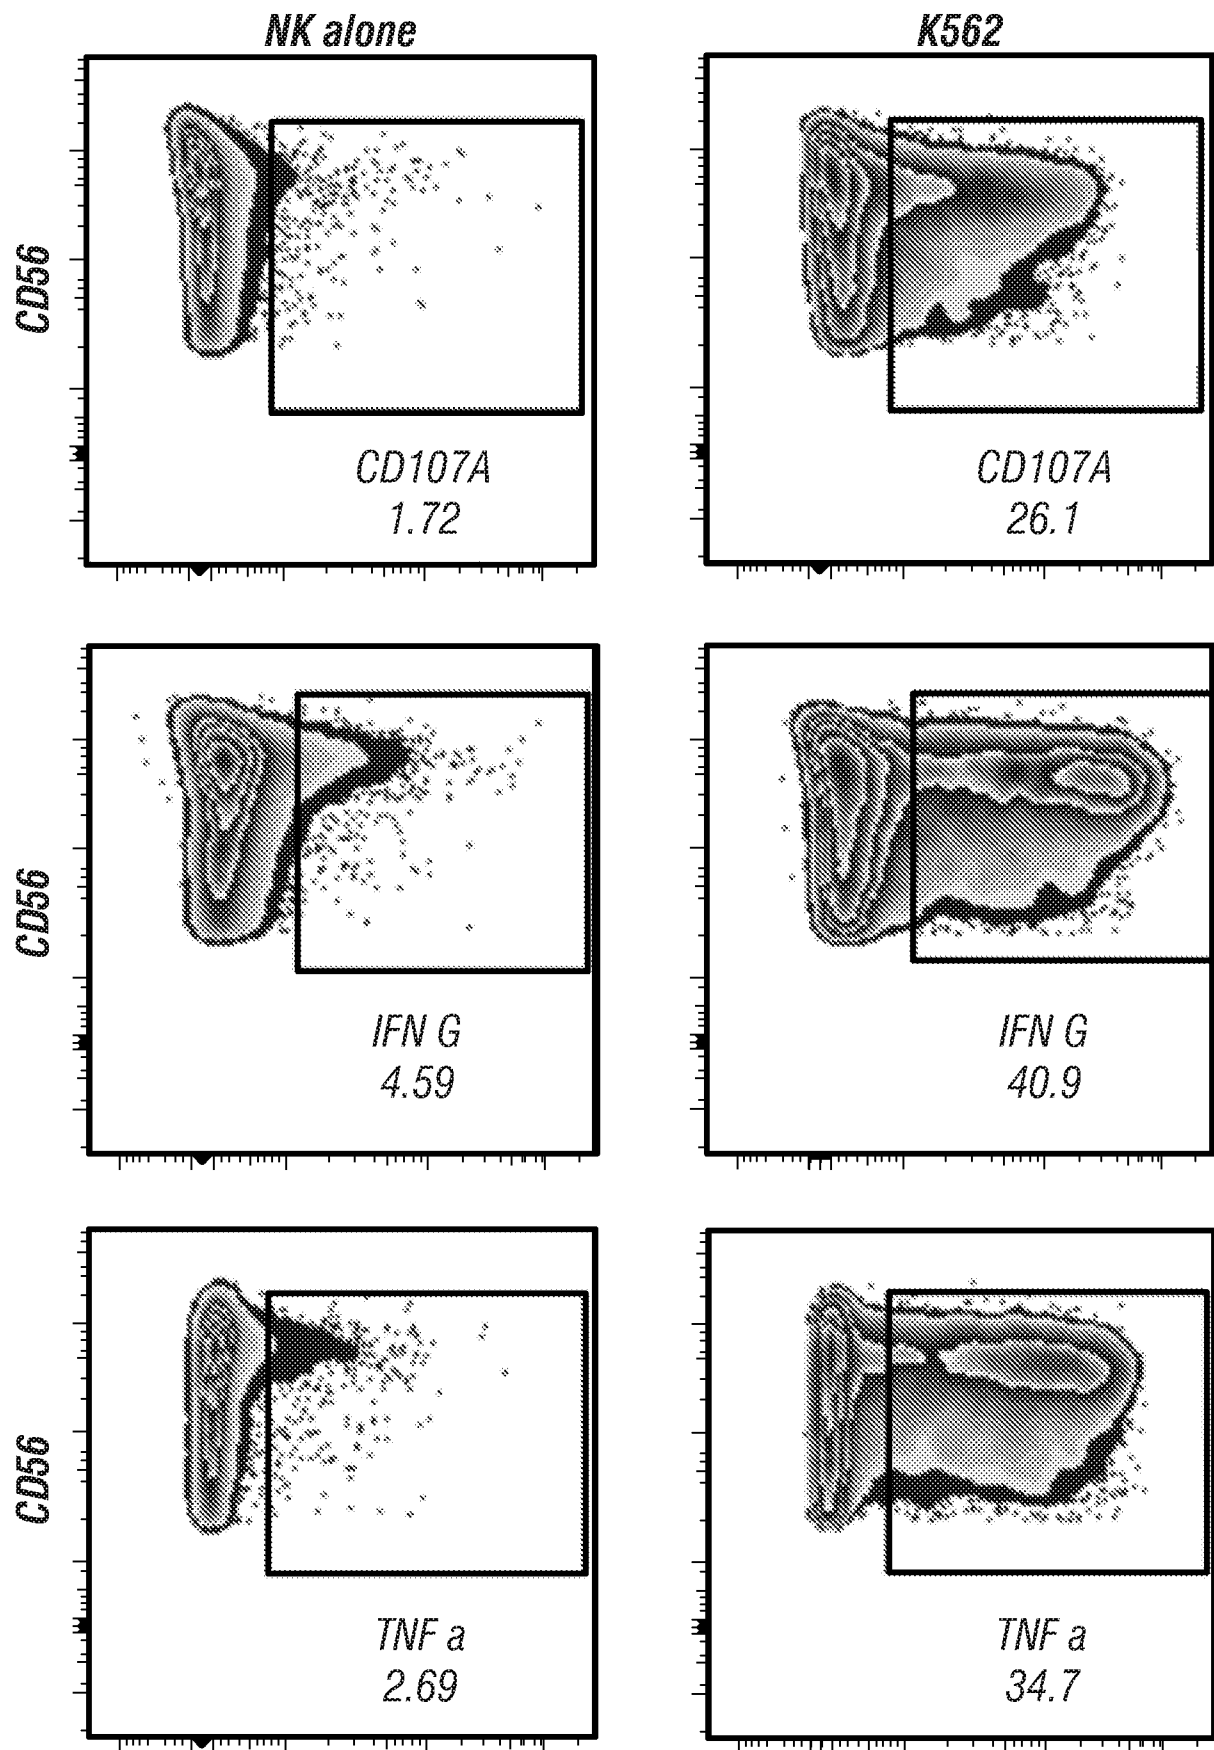 NK alone
K562
CD56
CD107A
1.72
CD107A
26.1
CD56
IFN G
4.59
IFN G
40.9
CD56
TNF a
2.69
TNF a
34.7